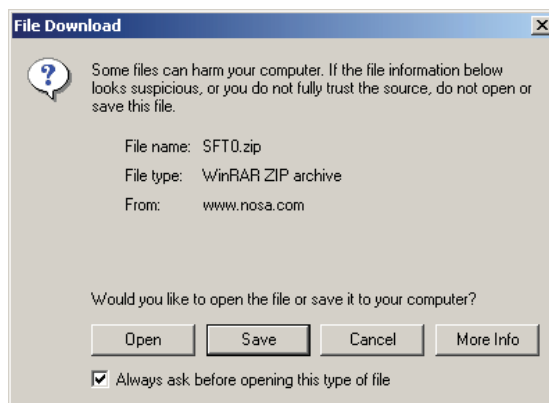 File Download
Some files can harm your computer. If the file information below
looks suspicious, or you do not fully trust the source, do not open or
save this file.
File name: SFT0.zip
File type: WinRAR ZIP archive
From: www.nosa.com
Would you like to open the file or save it to your computer?
Open Save Cancel More Info
Always ask before opening this type of file